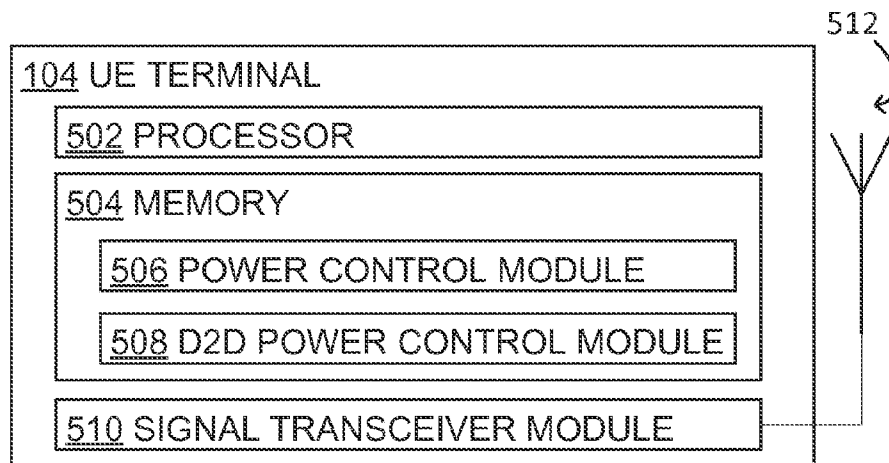 512
104 UE TERMINAL
502 PROCESSOR
504 MEMORY
506 POWER CONTROL MODULE
508 D2D POWER CONTROL MODULE
510 SIGNAL TRANSCEIVER MODULE